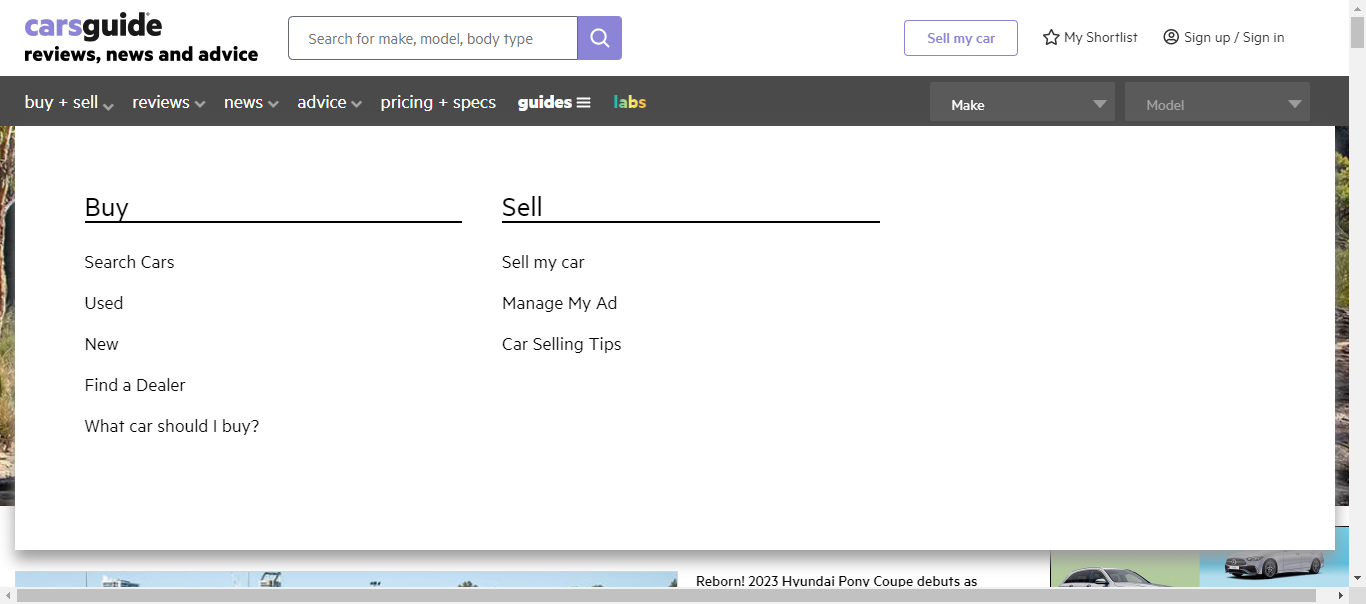 carsguide
reviews, news and advice
Search for make, model, body type
Sell my car
My Shortlist
Sign up / Sign in
buy + sell
reviews
news
advice
pricing + specs
guides
labs
Make
Model
Buy
Search Cars
Used
New
Find a Dealer
What car should I buy?
Sell
Sell my car
Manage My Ad
Car Selling Tips
Reborn! 2023 Hyundai Pony Coupe debuts as